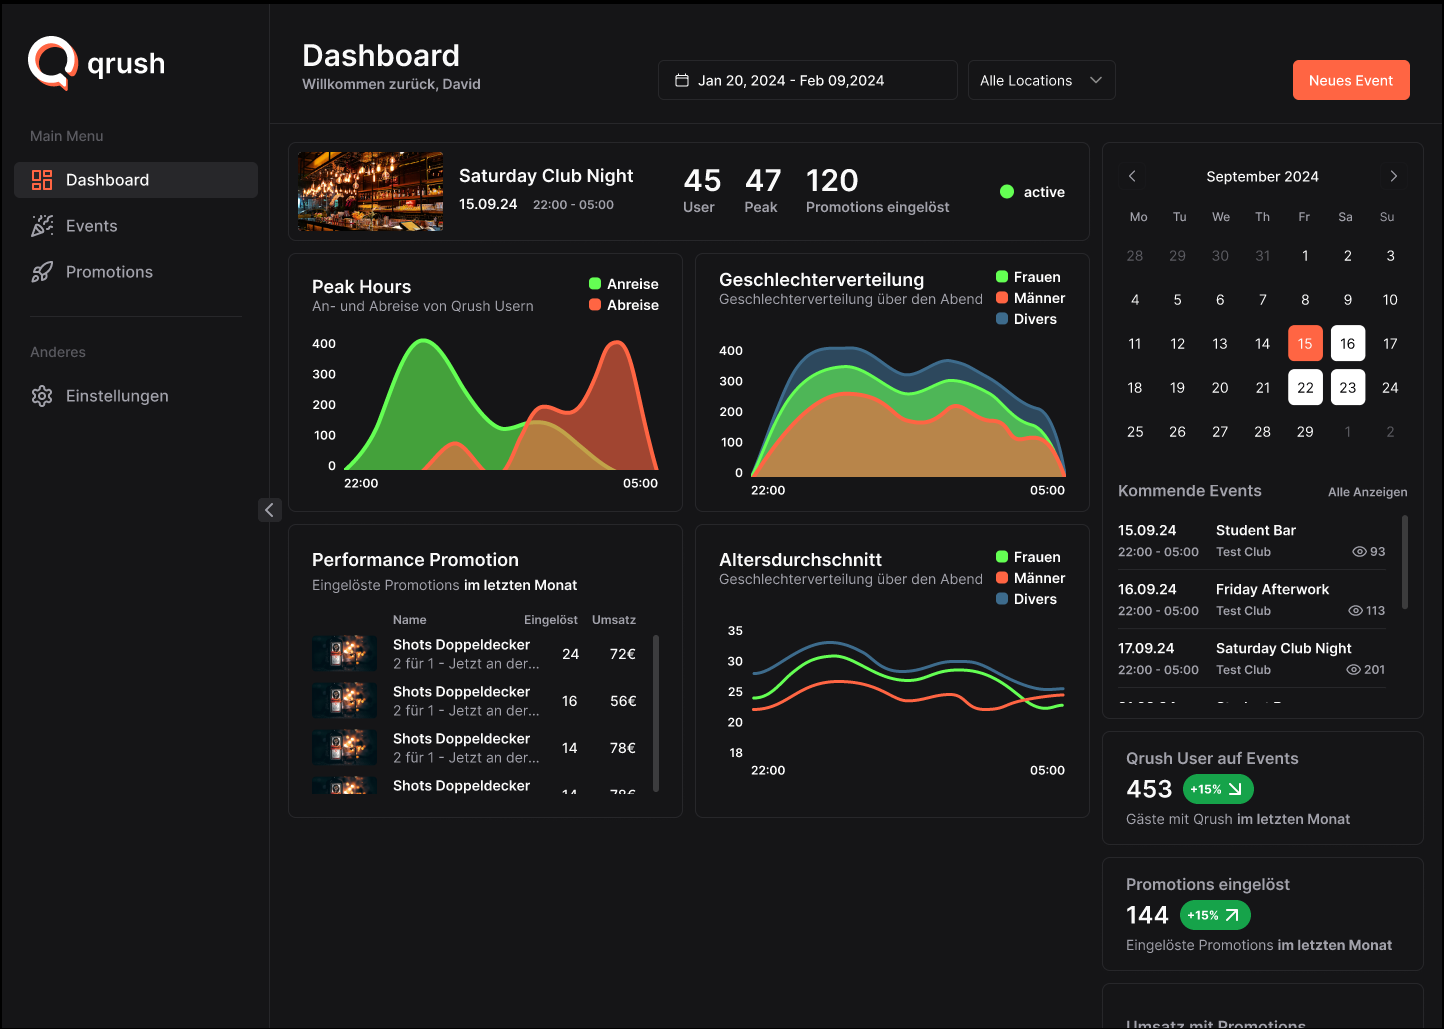 qrush
Main Menu
Dashboard
Events
Promotions
Anderes
Einstellungen
Dashboard
Willkommen zurück, David
Jan 20, 2024 - Feb 09,2024
Alle Locations
Neues Event
Saturday Club Night
15.09.24 22:00 - 05:00
45 47 120
User Peak Promotions eingelöst
active
Peak Hours
An- und Abreise von Qrush Usern
Anreise
Abreise
400
300
200
100
0
22:00 05:00
Geschlechterverteilung
Geschlechterverteilung über den Abend
Frauen
Männer
Divers
400
300
200
100
0
22:00 05:00
Performance Promotion
Eingelöste Promotions im letzten Monat
Name Eingelöst Umsatz
Shots Doppeldecker
2 für 1 - Jetzt an der...
24 72€
Shots Doppeldecker
2 für 1 - Jetzt an der...
16 56€
Shots Doppeldecker
2 für 1 - Jetzt an der...
14 78€
Shots Doppeldecker
14 78€
Altersdurchschnitt
Geschlechterverteilung über den Abend
Frauen
Männer
Divers
35
30
25
20
18
22:00 05:00
September 2024
Mo Tu We Th Fr Sa Su
28 29 30 31 1 2 3
4 5 6 7 8 9 10
11 12 13 14 15 16 17
18 19 20 21 22 23 24
25 26 27 28 29 1 2
Kommende Events Alle Anzeigen
15.09.24 Student Bar
22:00 - 05:00 Test Club 93
16.09.24 Friday Afterwork
22:00 - 05:00 Test Club 113
17.09.24 Saturday Club Night
22:00 - 05:00 Test Club 201
Qrush User auf Events
453 +15%
Gäste mit Qrush im letzten Monat
Promotions eingelöst
144 +15%
Eingelöste Promotions im letzten Monat
Umsatz mit Promotions